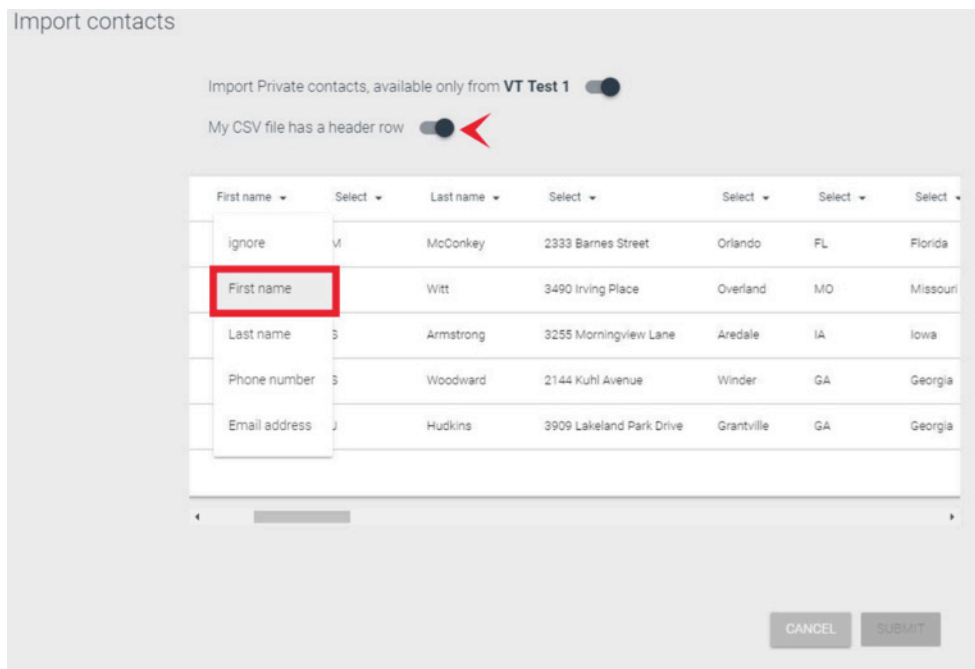 Import contacts
Import Private contacts, available only from VT Test 1
My CSV file has a header row
First name Select Last name Select Select Select Select
ignore M McConkey 2333 Barnes Street Orlando FL Florida
First name Witt 3490 Irving Place Overland MO Missouri
Last name S Armstrong 3255 Morningview Lane Aredale IA Iowa
Phone number S Woodward 2144 Kuhl Avenue Winder GA Georgia
Email address J Hudkins 3909 Lakeland Park Drive Grantville GA Georgia
CANCEL SUBMIT